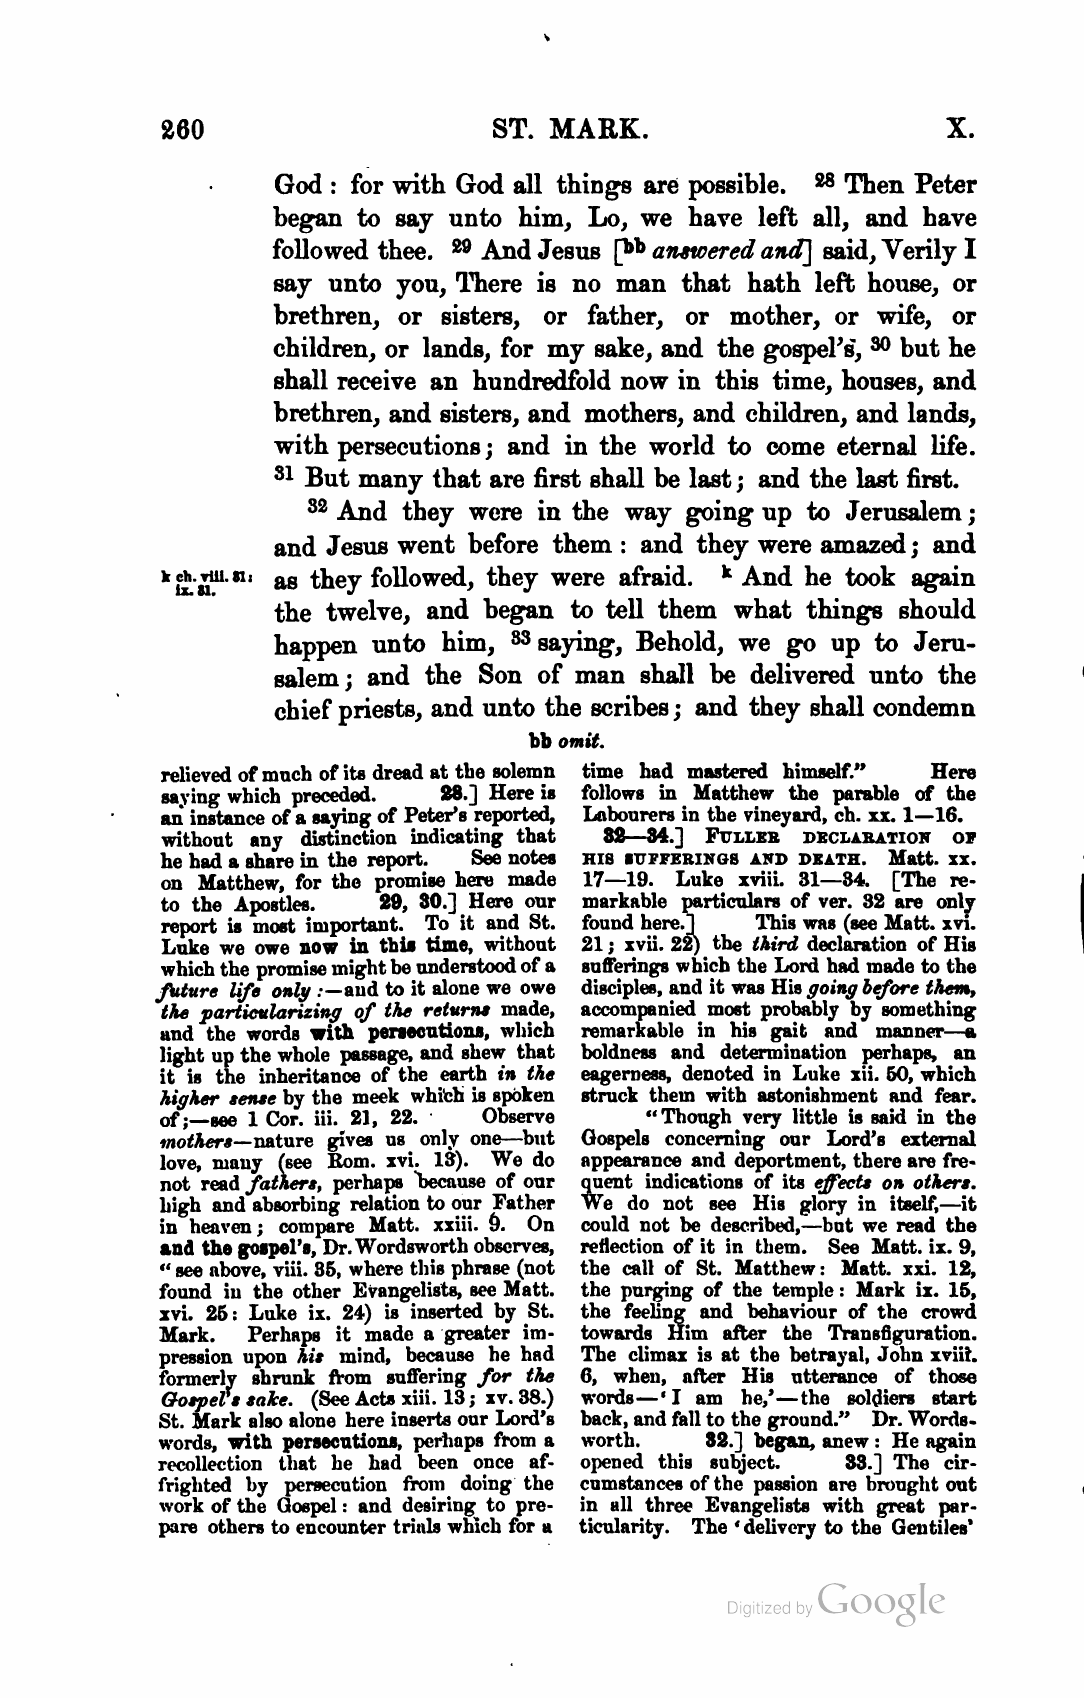 260 ST. MARK. X.
God : for with God all things are possible. 28 Then Peter
began to say unto him, Lo, we have left all, and have
followed thee. 29 And Jesus [bb answered and] said, Verily I
say unto you, There is no man that hath left house, or
brethren, or sisters, or father, or mother, or wife, or
children, or lands, for my sake, and the gospel's, 30 but he
shall receive an hundredfold now in this time, houses, and
brethren, and sisters, and mothers, and children, and lands,
with persecutions; and in the world to come eternal life.
31 But many that are first shall be last; and the last first.
32 And they were in the way going up to Jerusalem;
and Jesus went before them : and they were amazed; and
k ch. viii. 31:
ix. 31.
as they followed, they were afraid. k And he took again
the twelve, and began to tell them what things should
happen unto him, 33 saying, Behold, we go up to Jeru-
salem; and the Son of man shall be delivered unto the
chief priests, and unto the scribes; and they shall condemn
bb omit.
relieved of much of its dread at the solemn
saying which preceded. 28.] Here is
an instance of a saying of Peter's reported,
without any distinction indicating that
he had a share in the report. See notes
on Matthew, for the promise here made
to the Apostles. 29, 30.] Here our
report is most important. To it and St.
Luke we owe now in this time, without
which the promise might be understood of a
future life only :—and to it alone we owe
the particularizing of the returns made,
and the words with persecutions, which
light up the whole passage, and shew that
it is the inheritance of the earth in the
higher sense by the meek which is spoken
of;—see 1 Cor. iii. 21, 22. Observe
mothers—nature gives us only one—but
love, many (see Rom. xvi. 13). We do
not read fathers, perhaps because of our
high and absorbing relation to our Father
in heaven; compare Matt. xxiii. 9. On
and the gospel's, Dr. Wordsworth observes,
"see above, viii. 35, where this phrase (not
found in the other Evangelists, see Matt.
xvi. 25: Luke ix. 24) is inserted by St.
Mark. Perhaps it made a greater im-
pression upon his mind, because he had
formerly shrunk from suffering for the
Gospel's sake. (See Acts xiii. 13; xv. 38.)
St. Mark also alone here inserts our Lord's
words, with persecutions, perhaps from a
recollection that he had been once af-
frighted by persecution from doing the
work of the Gospel: and desiring to pre-
pare others to encounter trials which for a
time had mastered himself." Here
follows in Matthew the parable of the
Labourers in the vineyard, ch. xx. 1—16.
32—34.] FULLER DECLARATION OF
HIS SUFFERINGS AND DEATH. Matt. xx.
17—19. Luke xviii. 31—34. [The re-
markable particulars of ver. 32 are only
found here.] This was (see Matt. xvi.
21; xvii. 22) the third declaration of His
sufferings which the Lord had made to the
disciples, and it was His going before them,
accompanied most probably by something
remarkable in his gait and manner—a
boldness and determination perhaps, an
eagerness, denoted in Luke xii. 50, which
struck them with astonishment and fear.
"Though very little is said in the
Gospels concerning our Lord's external
appearance and deportment, there are fre-
quent indications of its effects on others.
We do not see His glory in itself,—it
could not be described,—but we read the
reflection of it in them. See Matt. ix. 9,
the call of St. Matthew: Matt. xxi. 12,
the purging of the temple: Mark ix. 15,
the feeling and behaviour of the crowd
towards Him after the Transfiguration.
The climax is at the betrayal, John xviii.
6, when, after His utterance of those
words—'I am he,'—the soldiers start
back, and fall to the ground." Dr. Words-
worth. 32.] began, anew: He again
opened this subject. 33.] The cir-
cumstances of the passion are brought out
in all three Evangelists with great par-
ticularity. The 'delivery to the Gentiles'
Digitized by Google